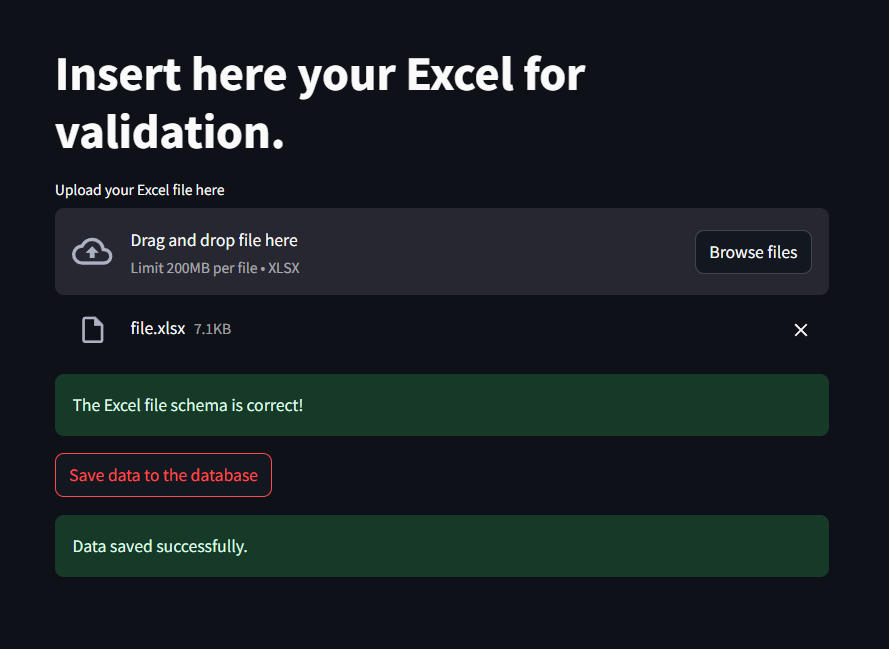 Insert here your Excel for
validation.
Upload your Excel file here
Drag and drop file here
Limit 200MB per file • XLSX
Browse files
file.xlsx 7.1KB
The Excel file schema is correct!
Save data to the database
Data saved successfully.